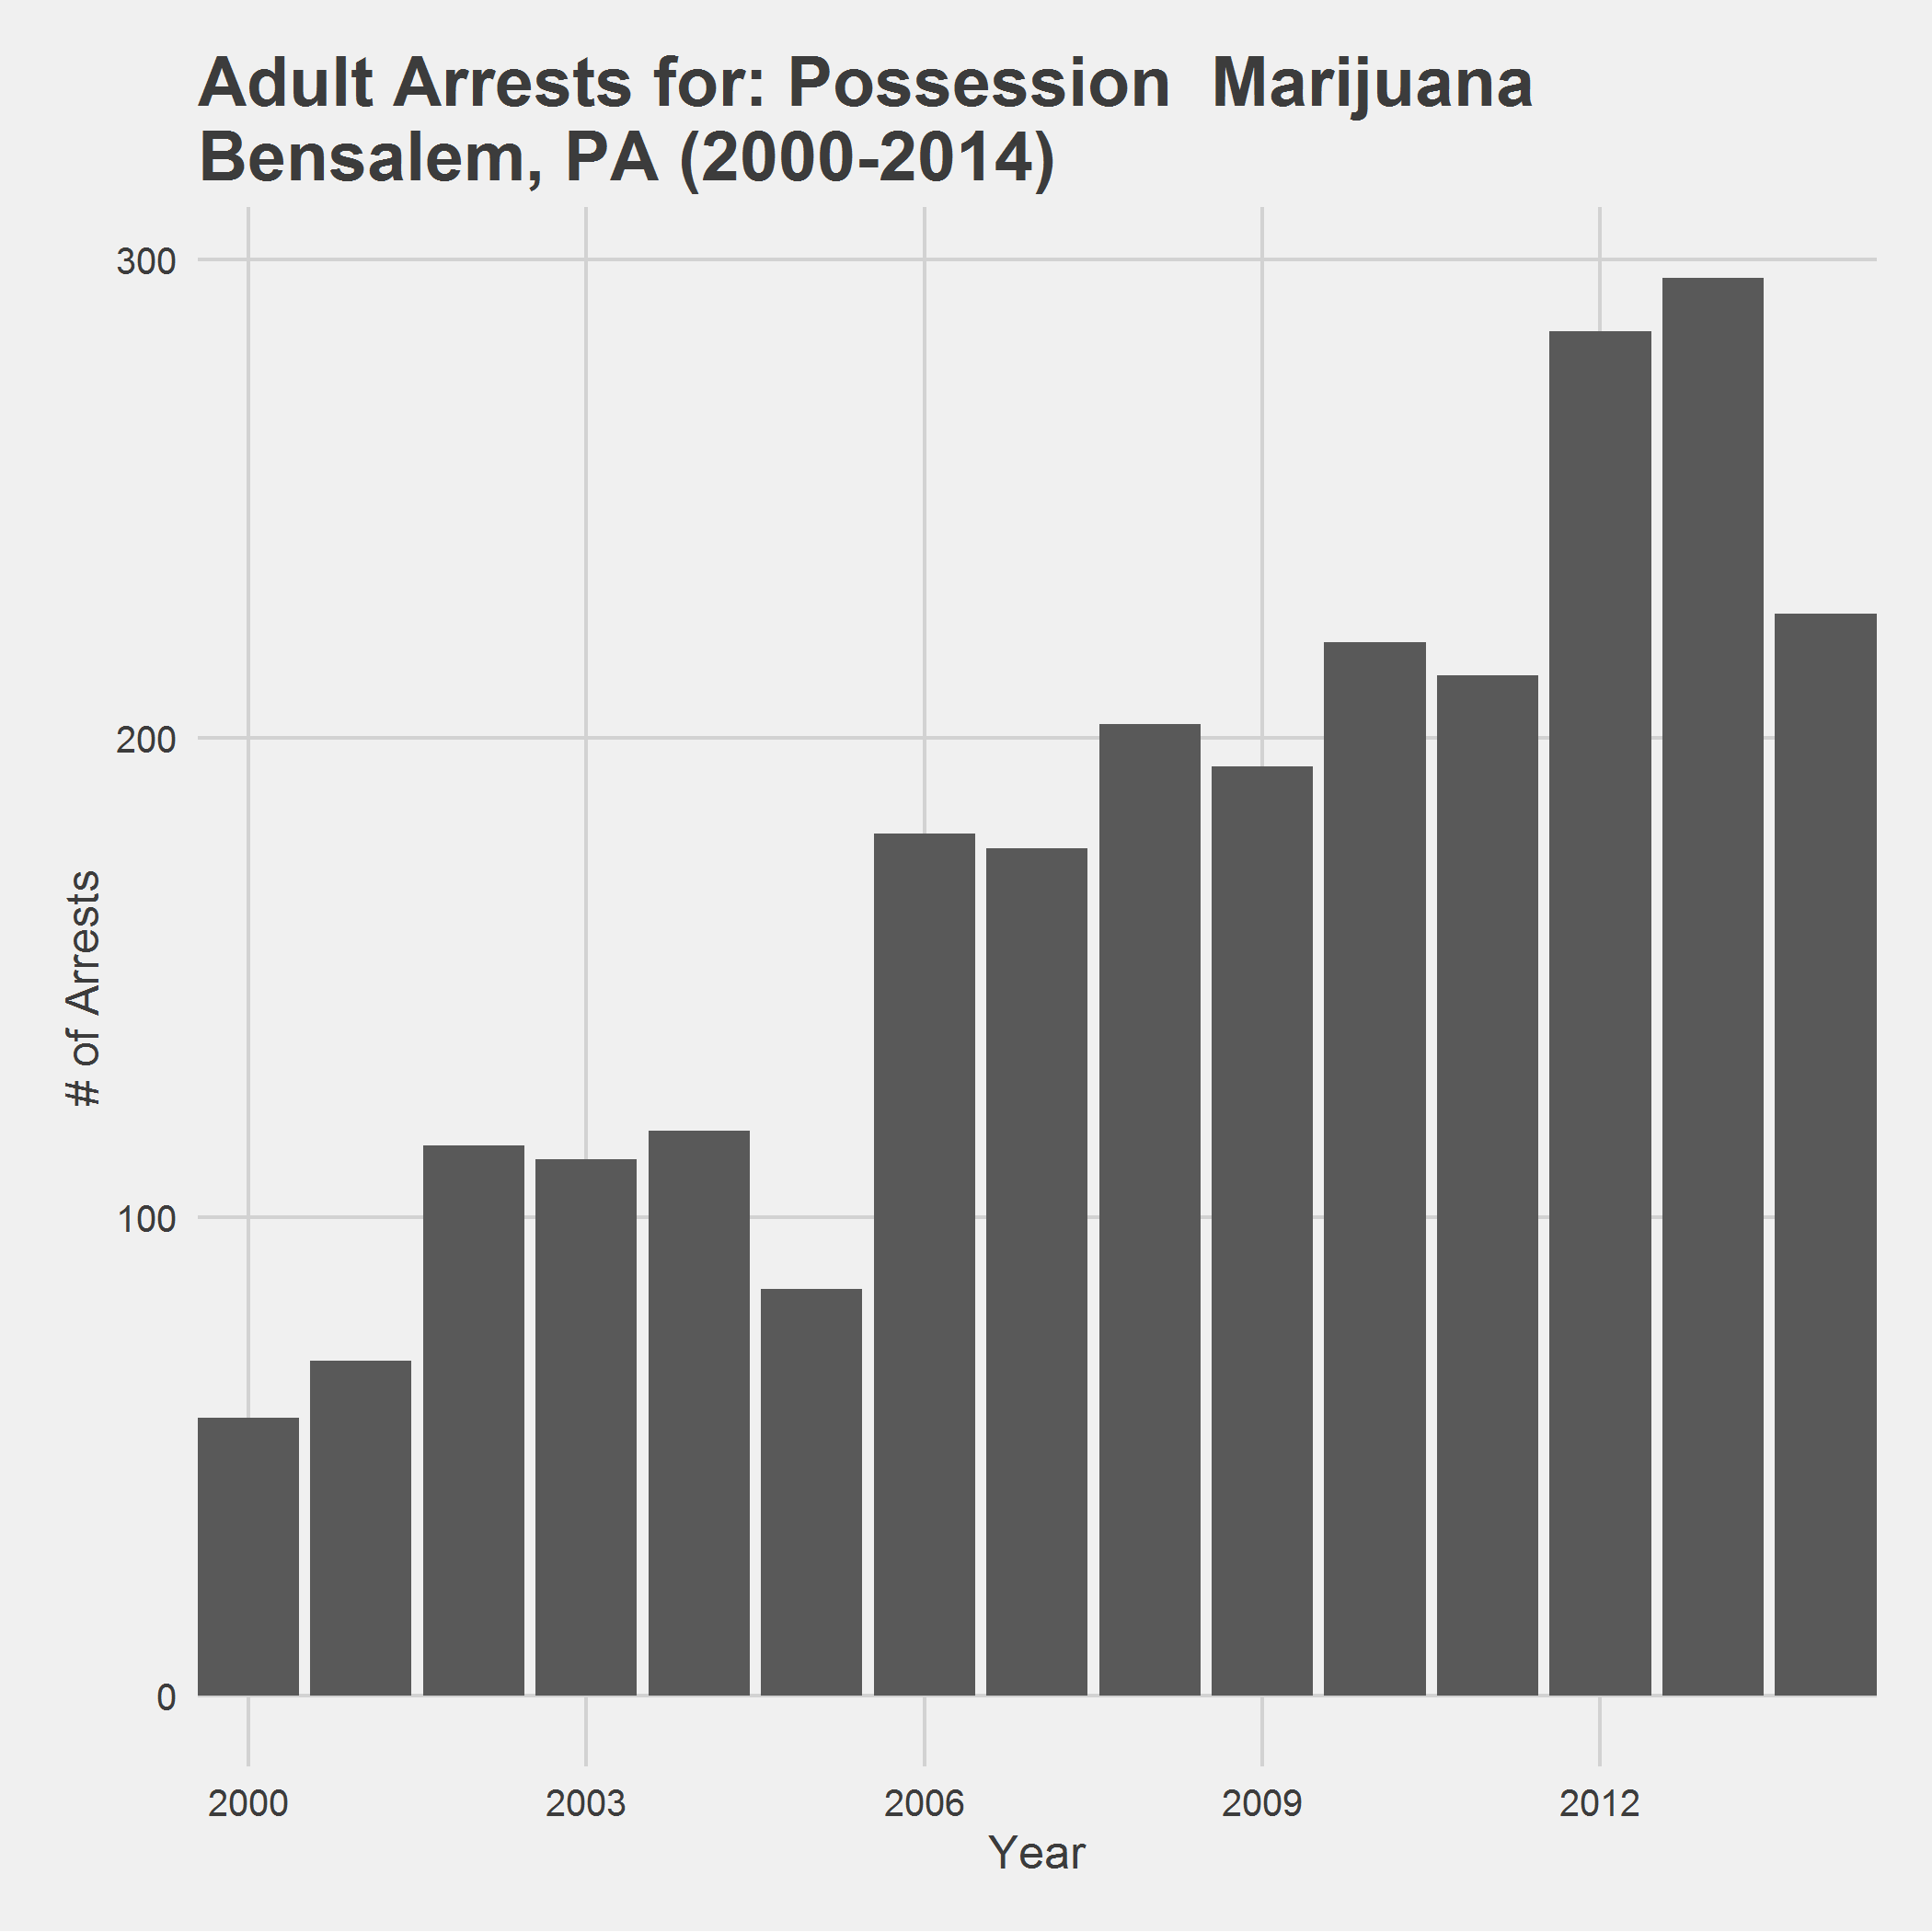 Adult Arrests for: Possession  Marijuana
Bensalem, PA (2000-2014)
300
200
100
0
# of Arrests
2000 2003 2006 2009 2012
Year